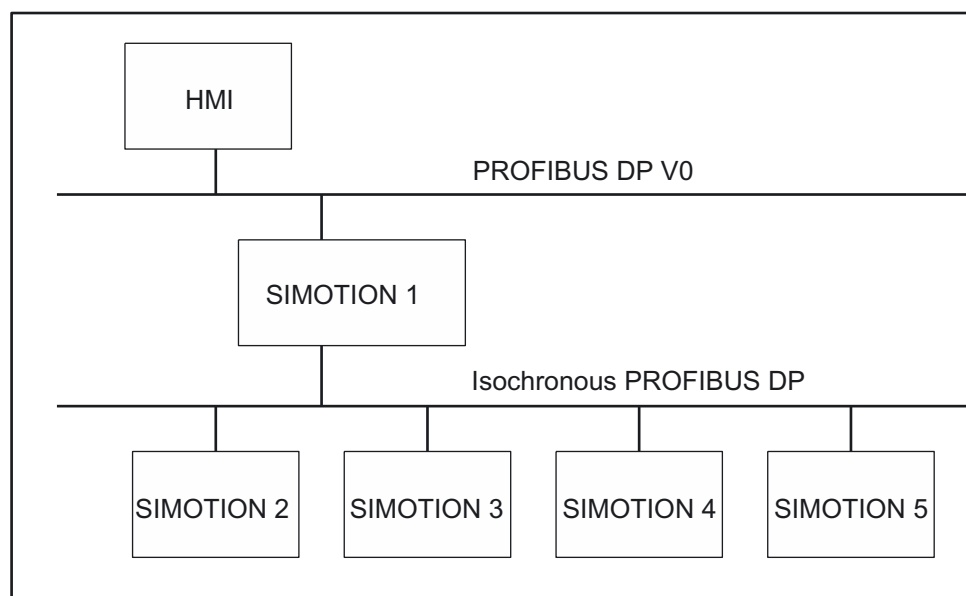 HMI
PROFIBUS DP V0
SIMOTION 1
Isochronous PROFIBUS DP
SIMOTION 2
SIMOTION 3
SIMOTION 4
SIMOTION 5